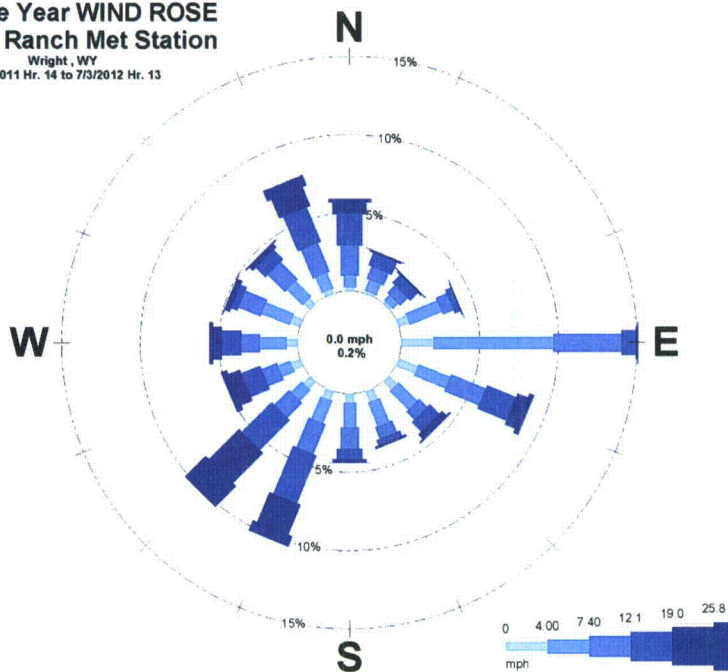 e Year WIND ROSE
Ranch Met Station
Wright , WY
011 Hr. 14 to 7/3/2012 Hr. 13
N
15%
10%
5%
W
0.0 mph
0.2%
E
5%
10%
15%
S
0 4.00 7.40 12.1 19.0 25.8
mph